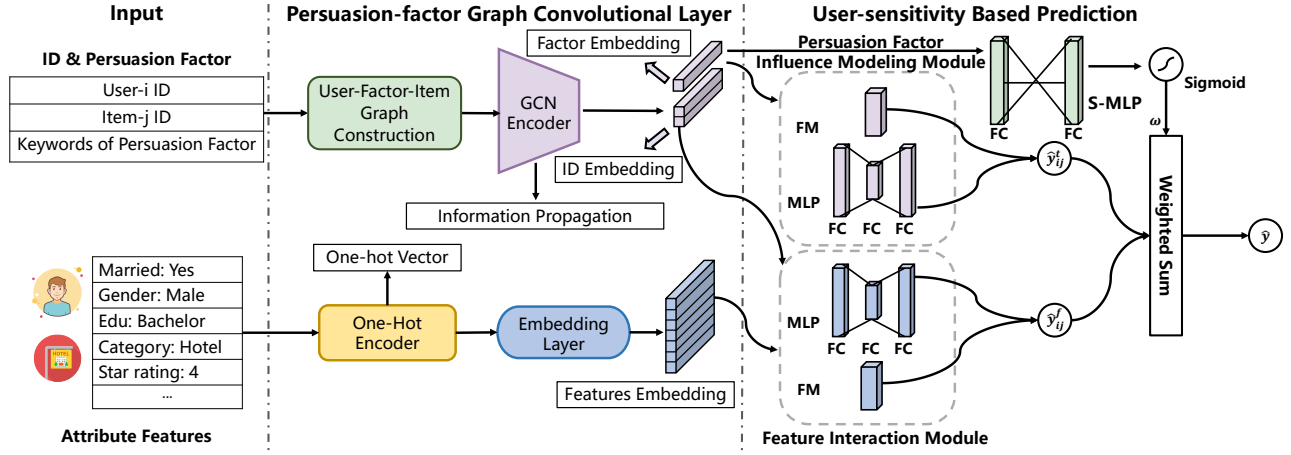 Input
Persuasion-factor Graph Convolutional Layer
User-sensitivity Based Prediction
ID & Persuasion Factor
User-i ID
Item-j ID
Keywords of Persuasion Factor
User-Factor-Item
Graph
Construction
GCN
Encoder
Factor Embedding
ID Embedding
Information Propagation
Persuasion Factor
Influence Modeling Module
FM
MLP
FC FC FC
S-MLP
FC FC
Sigmoid
ω
ŷᵗᵢⱼ
Weighted Sum
ŷ
Married: Yes
Gender: Male
Edu: Bachelor
Category: Hotel
Star rating: 4
...
Attribute Features
HOTEL
One-hot Vector
One-Hot
Encoder
Embedding
Layer
Features Embedding
MLP
FC FC FC
FM
ŷᶠᵢⱼ
Feature Interaction Module